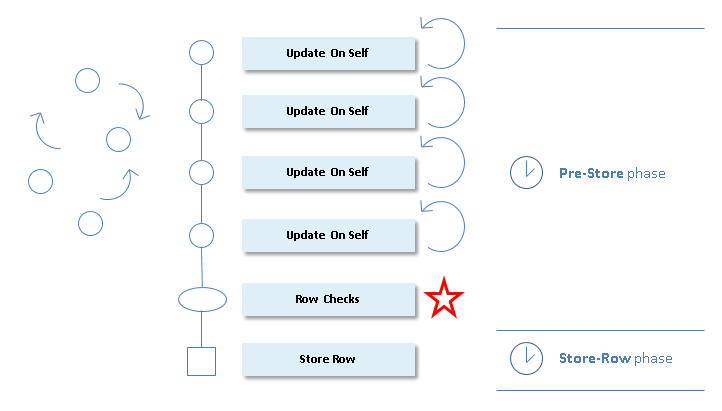 Update On Self
Update On Self
Update On Self
Pre-Store phase
Update On Self
Row Checks
Store Row
Store-Row phase